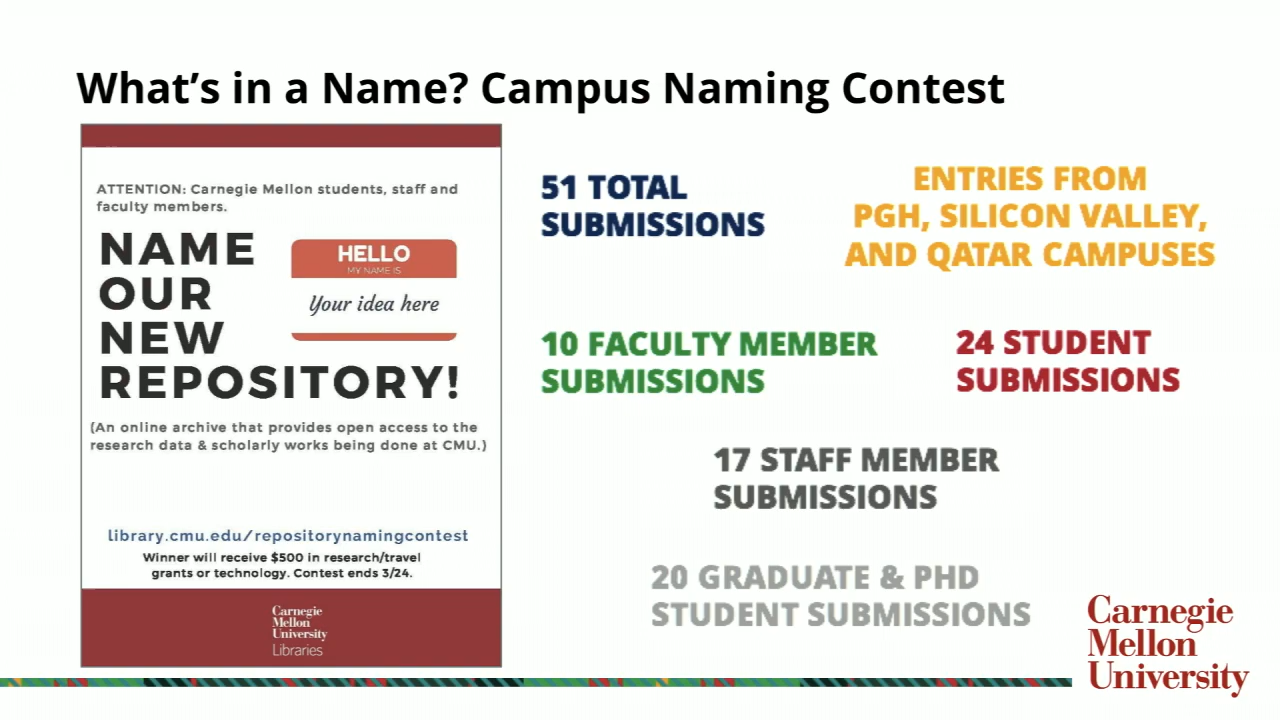 What's in a Name? Campus Naming Contest
ATTENTION: Carnegie Mellon students, staff and
faculty members.
NAME
OUR
NEW
REPOSITORY!
HELLO
MY NAME IS
Your idea here
(An online archive that provides open access to the
research data & scholarly works being done at CMU.)
library.cmu.edu/repositorynamingcontest
Winner will receive $500 in research/travel
grants or technology. Contest ends 3/24.
Carnegie
Mellon
University
Libraries
51 TOTAL
SUBMISSIONS
ENTRIES FROM
PGH, SILICON VALLEY,
AND QATAR CAMPUSES
10 FACULTY MEMBER
SUBMISSIONS
24 STUDENT
SUBMISSIONS
17 STAFF MEMBER
SUBMISSIONS
20 GRADUATE & PHD
STUDENT SUBMISSIONS
Carnegie
Mellon
University